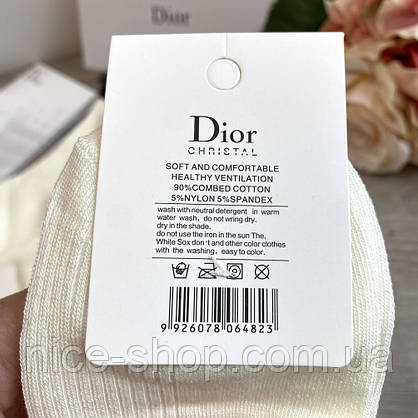 Dior
Dior
CHRISTAL
SOFT AND COMFORTABLE
HEALTHY VENTILATION
90%COMBED COTTON
5%NYLON 5%SPANDEX
wash with neutral detergent in warm
water wash, do not wring dry.
dry in the shade.
do not use the iron in sun The.
White Sox don't and other color clothes
with the washing, easy to color.
9 926078 064823
nice-shop.com.ua